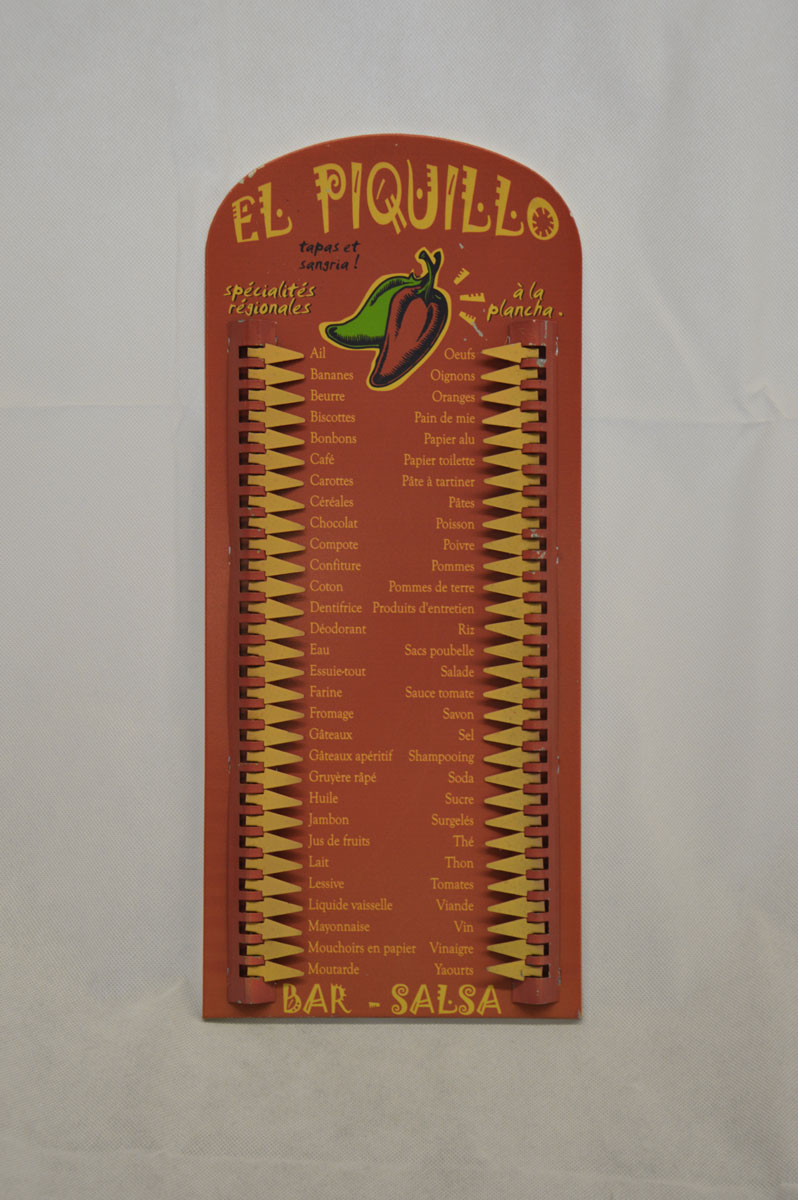 EL PIQUILLO
tapas et
sangria !
spécialités
régionales
à la
plancha.
Ail
Bananes
Beurre
Biscottes
Bonbons
Café
Carottes
Céréales
Chocolat
Compote
Confiture
Coton
Dentifrice
Déodorant
Eau
Essuie-tout
Farine
Fromage
Gâteaux
Gâteaux apéritif
Gruyère râpé
Huile
Jambon
Jus de fruits
Lait
Lessive
Liquide vaisselle
Mayonnaise
Mouchoirs en papier
Moutarde
Oeufs
Oignons
Oranges
Pain de mie
Papier alu
Papier toilette
Pâte à tartiner
Pâtes
Poisson
Poivre
Pommes
Pommes de terre
Produits d'entretien
Riz
Sacs poubelle
Salade
Sauce tomate
Savon
Sel
Shampooing
Soda
Sucre
Surgelés
Thé
Thon
Tomates
Viande
Vin
Vinaigre
Yaourts
BAR - SALSA